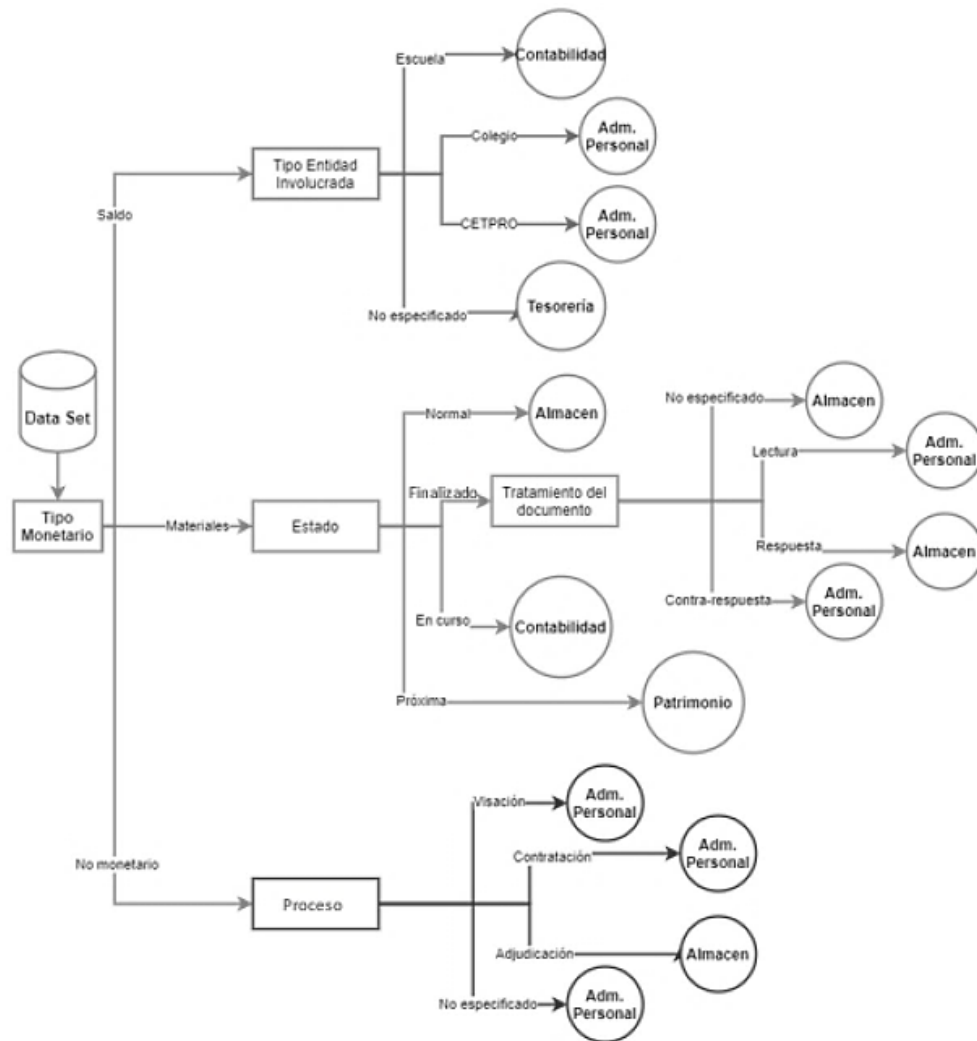 Escuela
Contabilidad
Colegio
Adm.
Personal
Tipo Entidad
Involucrada
Saldo
CETPRO
Adm.
Personal
No especificado
Tesorería
Data Set
Tipo
Monetario
Materiales
Estado
Normal
Almacen
Finalizado
Tratamiento del
documento
No especificado
Almacen
Lectura
Adm.
Personal
Respuesta
Almacen
Contra-respuesta
Adm.
Personal
En curso
Contabilidad
Próxima
Patrimonio
No monetario
Proceso
Visación
Adm.
Personal
Contratación
Adm.
Personal
Adjudicación
Almacen
No especificado
Adm.
Personal